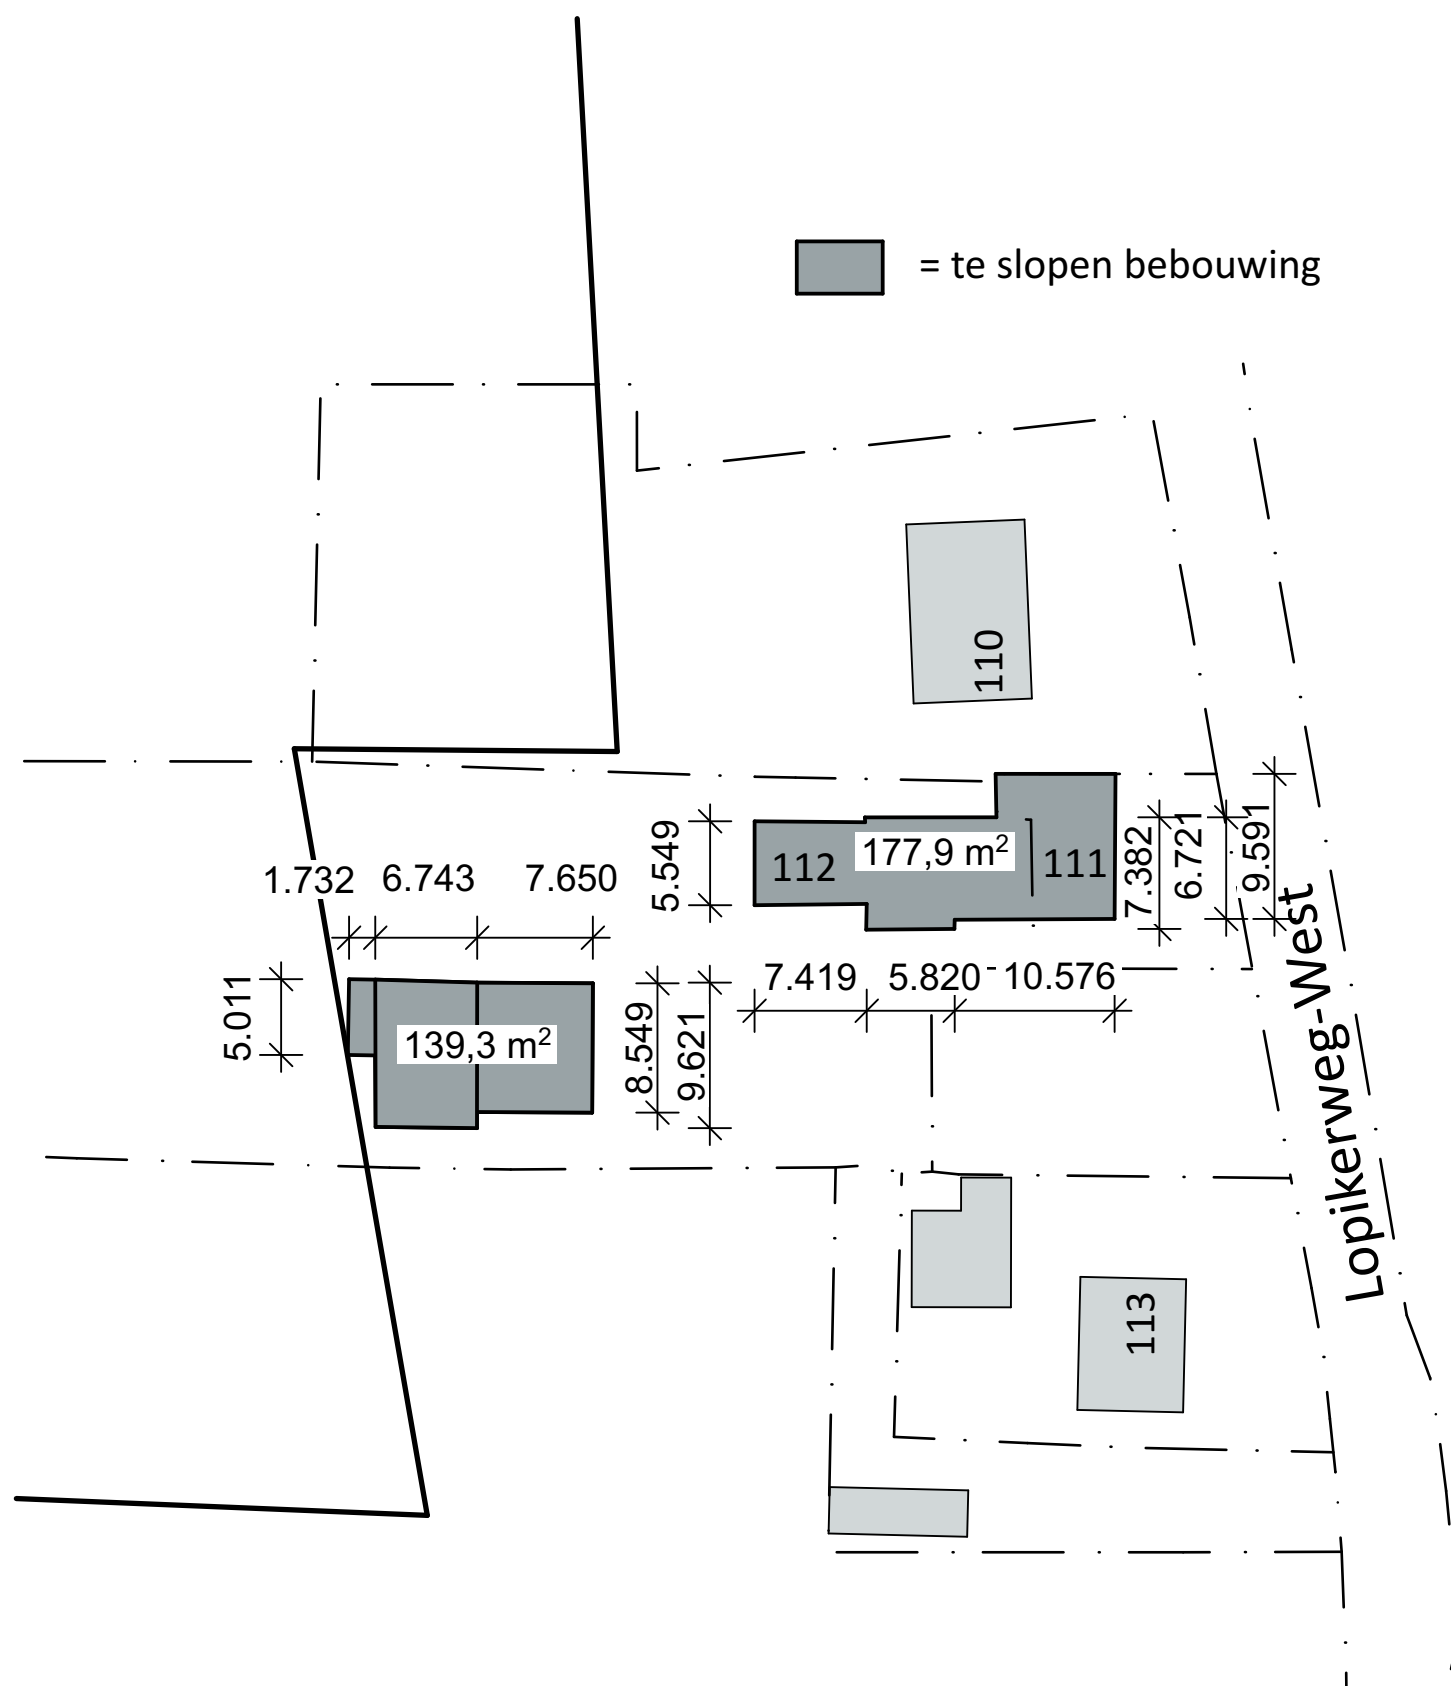 = te slopen bebouwing
110
1.732 6.743 7.650
5.549
112
177,9 m²
111
7.382
6.721
9.591
5.011
139,3 m²
8.549
9.621
7.419 5.820 10.576
Lopikerweg-West
113